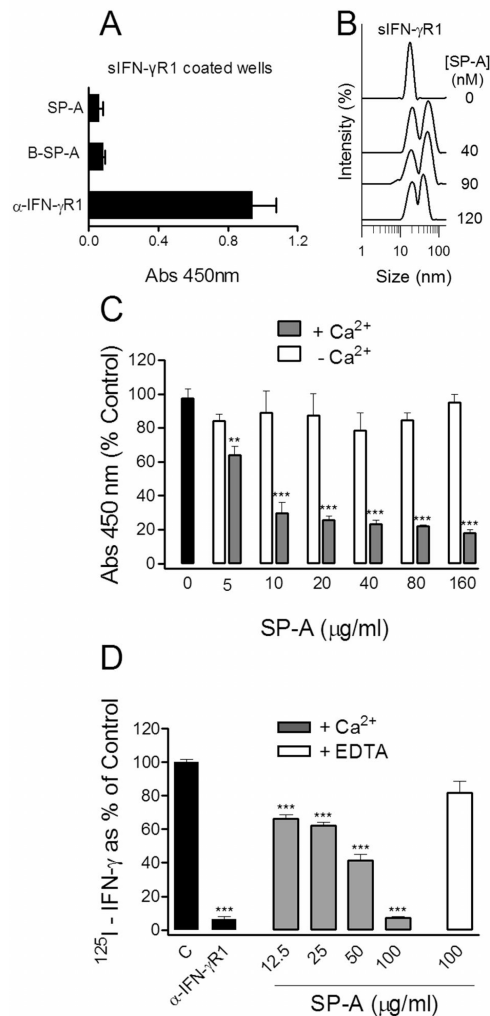 A
sIFN-γR1 coated wells
SP-A
B-SP-A
α-IFN-γR1
0.0 0.4 0.8 1.2
Abs 450nm
B
sIFN-γR1
[SP-A]
(nM)
0
40
90
120
Intensity (%)
1 10 100
Size (nm)
C
+ Ca²⁺
- Ca²⁺
120
100
80
60
40
20
0
Abs 450 nm (% Control)
**
***
***
***
***
***
0 5 10 20 40 80 160
SP-A (µg/ml)
D
+ Ca²⁺
+ EDTA
120
100
80
60
40
20
0
¹²⁵I - IFN-γ as % of Control
***
***
***
***
***
C
α-IFN-γR1
12.5 25 50 100 100
SP-A (µg/ml)